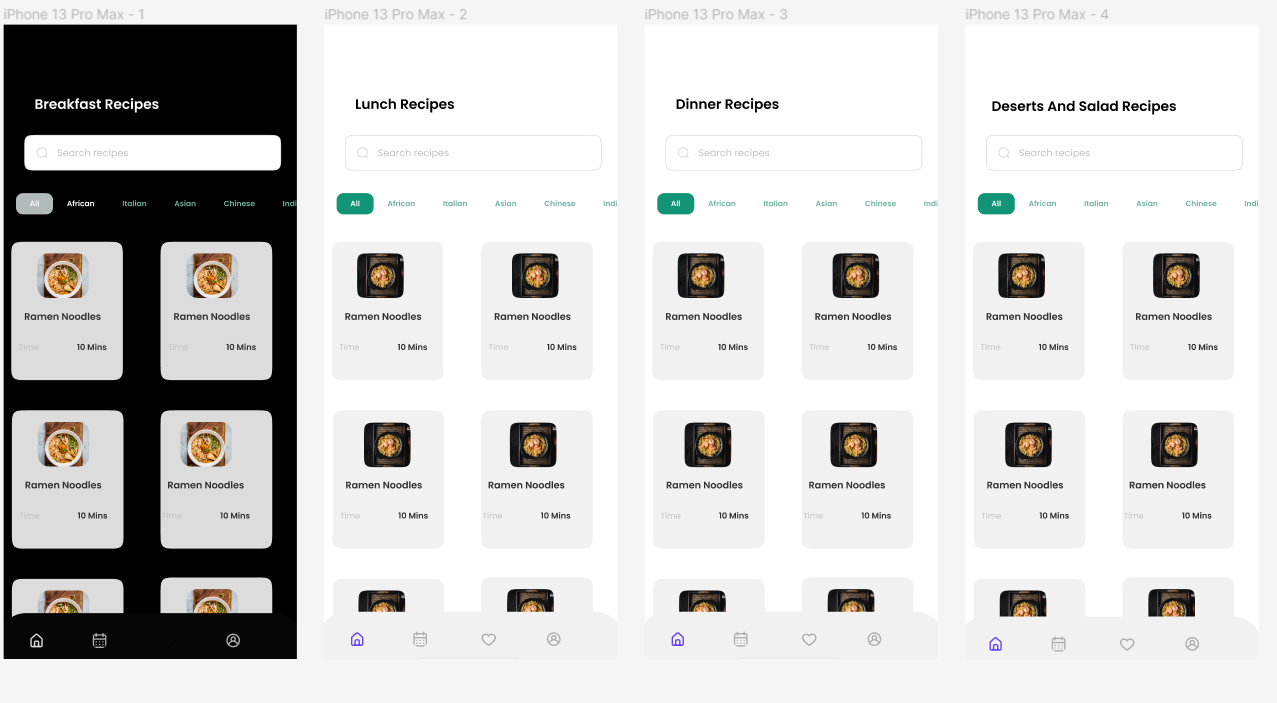 iPhone 13 Pro Max - 1
Breakfast Recipes
Search recipes
All African Italian Asian Chinese Indi
Ramen Noodles Ramen Noodles
Time 10 Mins Time 10 Mins
Ramen Noodles Ramen Noodles
Time 10 Mins Time 10 Mins
iPhone 13 Pro Max - 2
Lunch Recipes
Search recipes
All African Italian Asian Chinese Indi
Ramen Noodles Ramen Noodles
Time 10 Mins Time 10 Mins
Ramen Noodles Ramen Noodles
Time 10 Mins Time 10 Mins
iPhone 13 Pro Max - 3
Dinner Recipes
Search recipes
All African Italian Asian Chinese Indi
Ramen Noodles Ramen Noodles
Time 10 Mins Time 10 Mins
Ramen Noodles Ramen Noodles
Time 10 Mins Time 10 Mins
iPhone 13 Pro Max - 4
Deserts And Salad Recipes
Search recipes
All African Italian Asian Chinese Indi
Ramen Noodles Ramen Noodles
Time 10 Mins Time 10 Mins
Ramen Noodles Ramen Noodles
Time 10 Mins Time 10 Mins